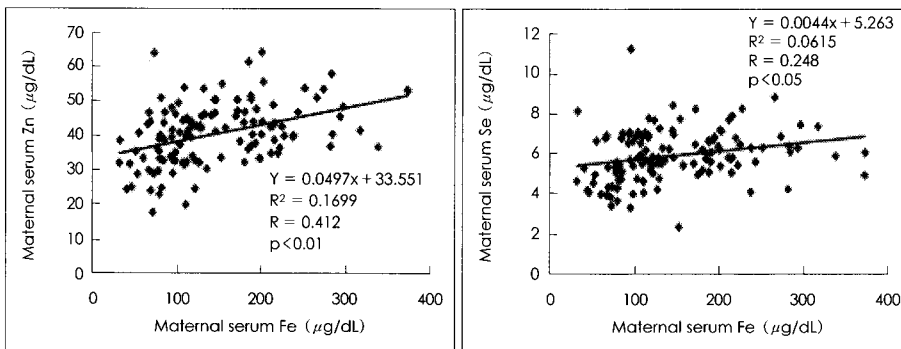 Maternal serum Zn (μg/dL)
70
60
50
40
30
20
10
0
Y = 0.0497x + 33.551
R² = 0.1699
R = 0.412
p<0.01
0 100 200 300 400
Maternal serum Fe (μg/dL)
Maternal serum Se (μg/dL)
12
10
8
6
4
2
0
Y = 0.0044x + 5.263
R² = 0.0615
R = 0.248
p<0.05
0 100 200 300 400
Maternal serum Fe (μg/dL)